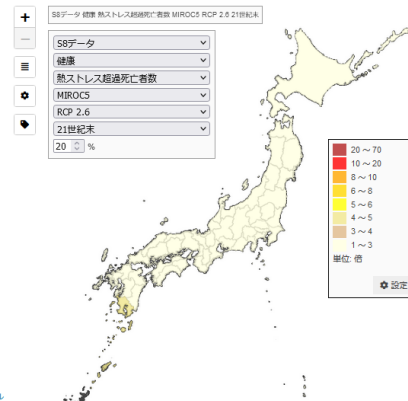 S8データ 健康 熱ストレス超過死亡者数 MIROC5 RCP 2.6 21世紀末
S8データ
健康
熱ストレス超過死亡者数
MIROC5
RCP 2.6
21世紀末
20 %
20 ～ 70
10 ～ 20
8 ～ 10
6 ～ 8
5 ～ 6
4 ～ 5
3 ～ 4
1 ～ 3
単位: 倍
設定